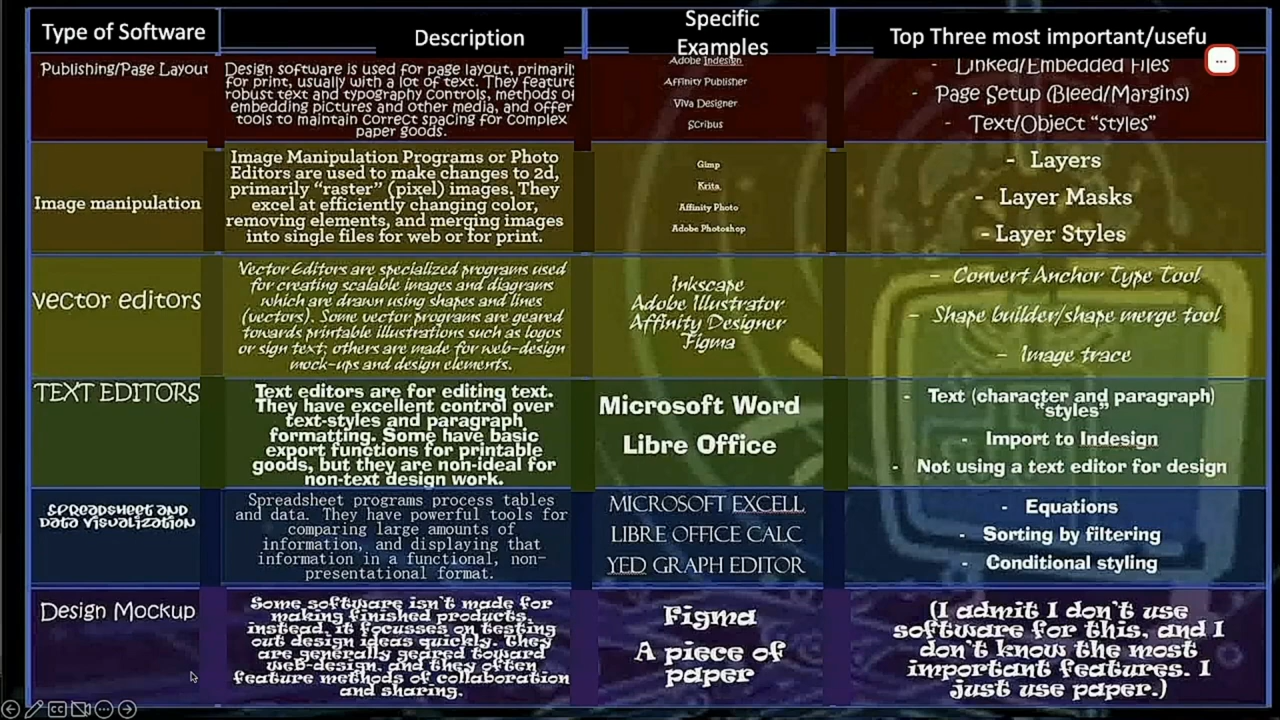 Type of Software
Description
Specific
Examples
Top Three most important/usefu
Publishing/Page Layout
Design software is used for page layout, primaril
for print, usually with a lot of text. They feature
robust text and typography controls, methods of
embedding pictures and other media, and offer
tools to maintain correct spacing for complex
paper goods.
Adobe Indesign
Affinity Publisher
Viva Designer
Scribus
- Linked/Embedded Files
- Page Setup (Bleed/Margins)
- Text/Object “styles”
Image manipulation
Image Manipulation Programs or Photo
Editors are used to make changes to 2d,
primarily “raster” (pixel) images. They
excel at efficiently changing color,
removing elements, and merging images
into single files for web or for print.
Gimp
Krita
Affinity Photo
Adobe Photoshop
- Layers
- Layer Masks
- Layer Styles
Vector editors
Vector Editors are specialized programs used
for creating scalable images and diagrams
which are drawn using shapes and lines
(vectors). Some vector programs are geared
towards printable illustrations such as logos
or sign text; others are made for web-design
mock-ups and design elements.
Inkscape
Adobe Illustrator
Affinity Designer
Figma
- Convert Anchor Type Tool
- Shape builder/shape merge tool
- Image trace
TEXT EDITORS
Text editors are for editing text.
They have excellent control over
text-styles and paragraph
formatting. Some have basic
export functions for printable
goods, but they are non-ideal for
non-text design work.
Microsoft Word
Libre Office
- Text (character and paragraph)
“styles”
- Import to Indesign
- Not using a text editor for design
Spreadsheet and
Data Visualization
Spreadsheet programs process tables
and data. They have powerful tools for
comparing large amounts of
information, and displaying that
information in a functional, non-
presentational format.
MICROSOFT EXCELL
LIBRE OFFICE CALC
YED GRAPH EDITOR
- Equations
- Sorting by filtering
- Conditional styling
Design Mockup
Some software isn't made for
making finished products,
instead, it focusses on testing
out design ideas quickly. They
are generally geared toward
web-design, and they often
feature methods of collaboration
and sharing.
Figma
A piece of
paper
(I admit I don't use
software for this, and I
don't know the most
important features. I
just use paper.)